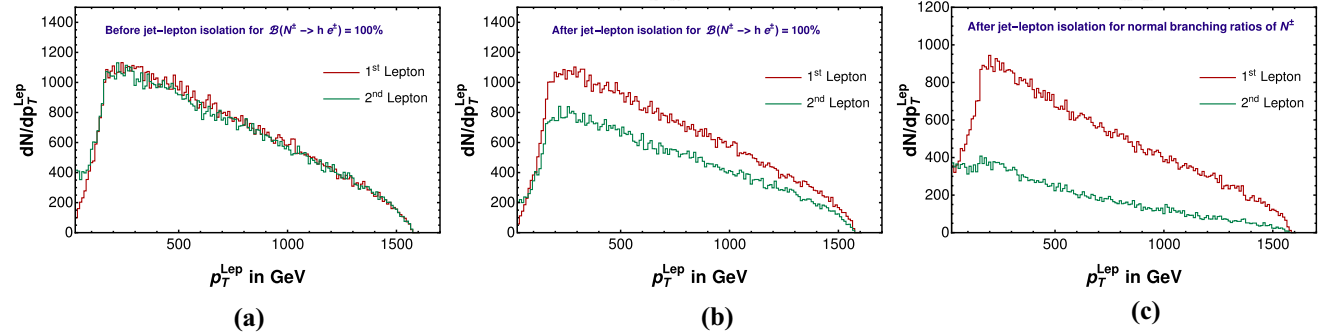 Before jet-lepton isolation for ℬ(N± -> h e±) = 100%
1st Lepton
2nd Lepton
dN/dpTLep
1400
1200
1000
800
600
400
200
0
500
1000
1500
pTLep in GeV
(a)
After jet-lepton isolation for ℬ(N± -> h e±) = 100%
1st Lepton
2nd Lepton
dN/dpTLep
1400
1200
1000
800
600
400
200
0
500
1000
1500
pTLep in GeV
(b)
After jet-lepton isolation for normal branching ratios of N±
1st Lepton
2nd Lepton
dN/dpTLep
1200
1000
800
600
400
200
0
500
1000
1500
pTLep in GeV
(c)